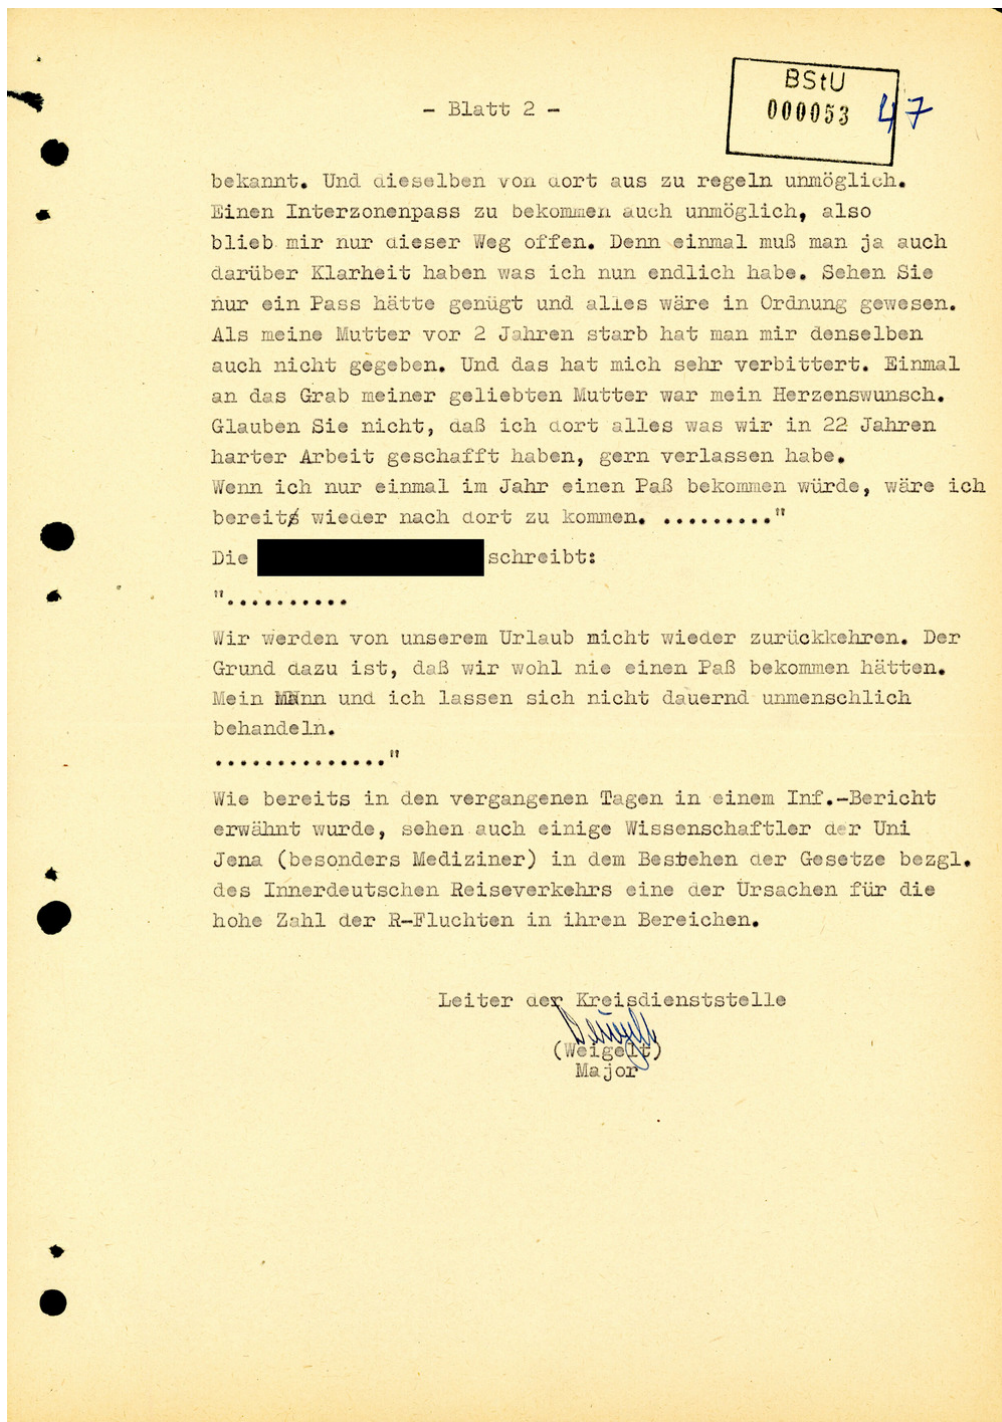 BStU
000053 47
- Blatt 2 -
bekannt. Und dieselben von dort aus zu regeln unmöglich.
Einen Interzonenpass zu bekommen auch unmöglich, also
blieb mir nur dieser Weg offen. Denn einmal muß man ja auch
darüber Klarheit haben was ich nun endlich habe. Sehen Sie
nur ein Pass hätte genügt und alles wäre in Ordnung gewesen.
Als meine Mutter vor 2 Jahren starb hat man mir denselben
auch nicht gegeben. Und das hat mich sehr verbittert. Einmal
an das Grab meiner geliebten Mutter war mein Herzenswunsch.
Glauben Sie nicht, daß ich dort alles was wir in 22 Jahren
harter Arbeit geschafft haben, gern verlassen habe.
Wenn ich nur einmal im Jahr einen Paß bekommen würde, wäre ich
bereit wieder nach dort zu kommen. ........."
Die schreibt:
"..........
Wir werden von unserem Urlaub nicht wieder zurückkehren. Der
Grund dazu ist, daß wir wohl nie einen Paß bekommen hätten.
Mein Mann und ich lassen sich nicht dauernd unmenschlich
behandeln.
.............."
Wie bereits in den vergangenen Tagen in einem Inf.-Bericht
erwähnt wurde, sehen auch einige Wissenschaftler der Uni
Jena (besonders Mediziner) in dem Bestehen der Gesetze bezgl.
des Innerdeutschen Reiseverkehrs eine der Ursachen für die
hohe Zahl der R-Fluchten in ihren Bereichen.
Leiter der Kreisdienststelle
(Weigelt)
Major